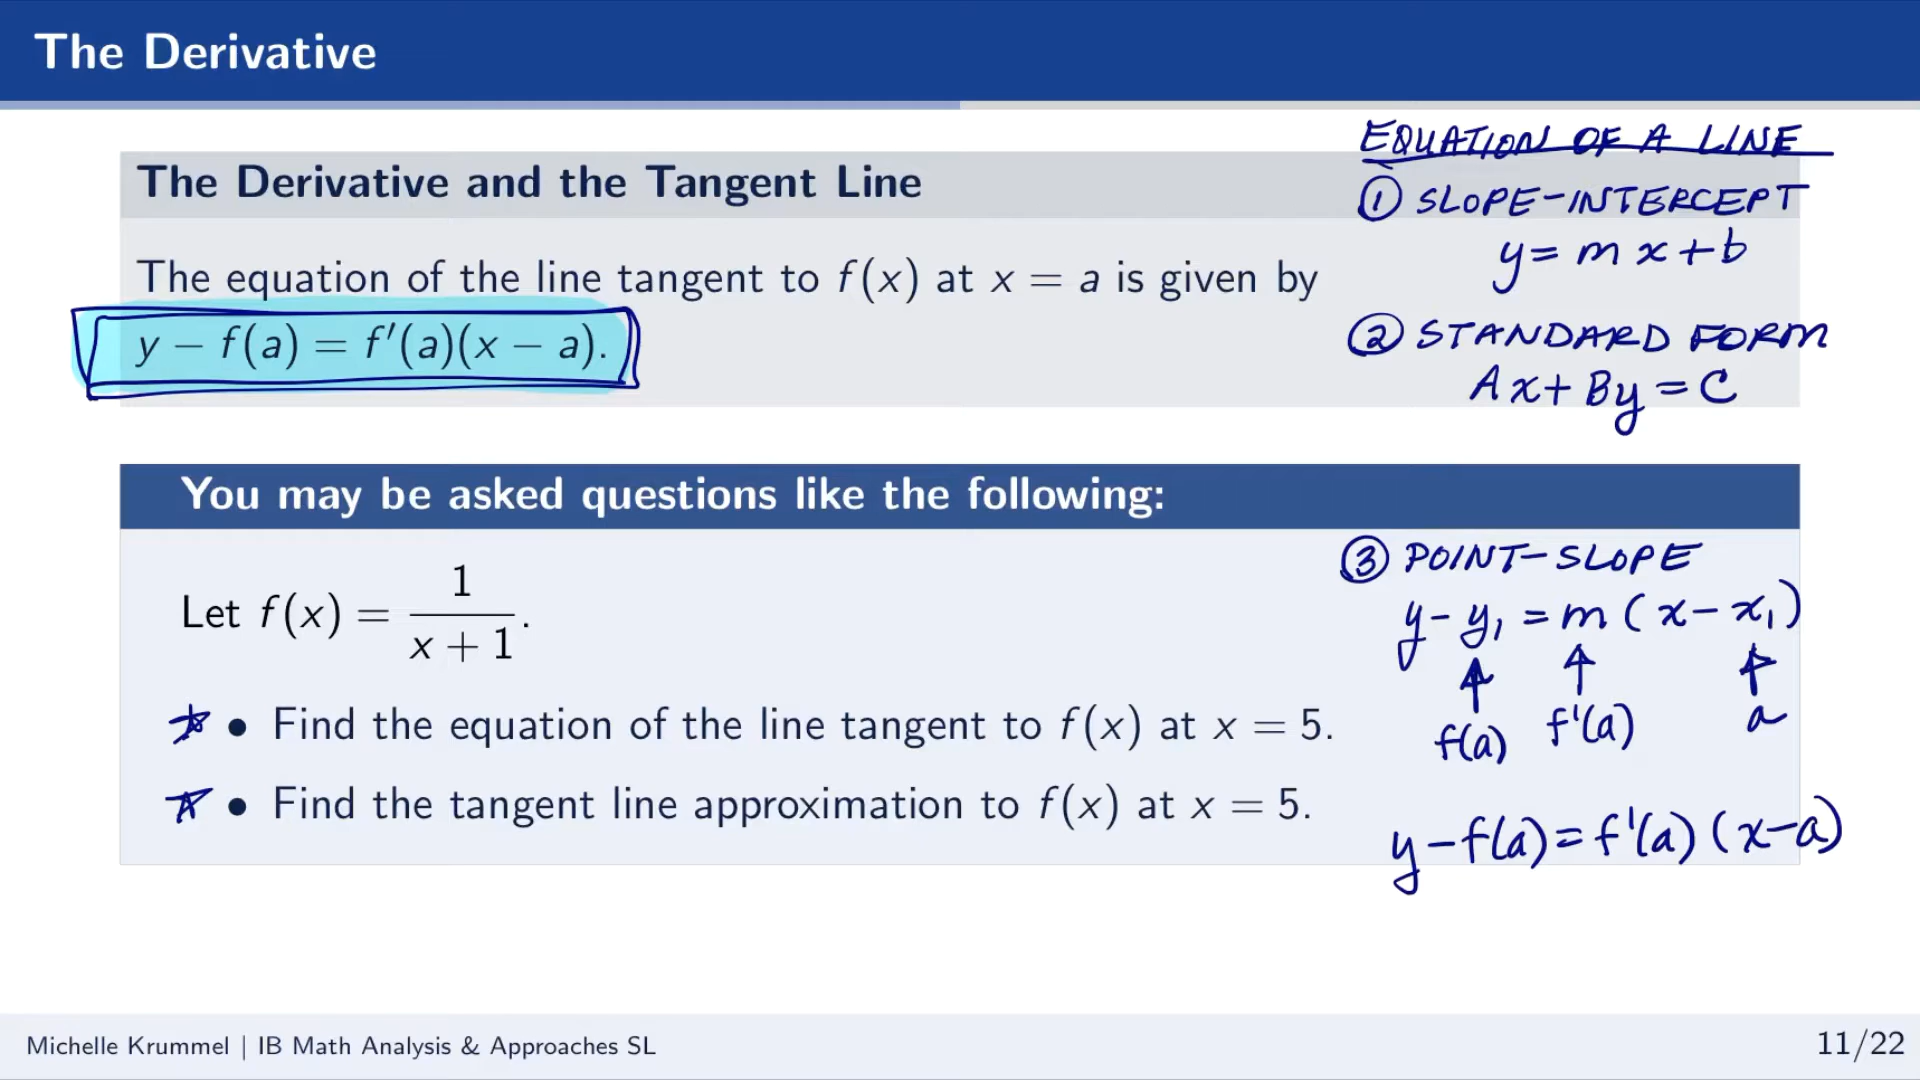 The Derivative
EQUATION OF A LINE
The Derivative and the Tangent Line
① SLOPE-INTERCEPT
y = mx + b
The equation of the line tangent to f(x) at x = a is given by
y − f(a) = f′(a)(x − a).
② STANDARD FORM
Ax + By = C
You may be asked questions like the following:
Let f(x) = 1/(x + 1).
• Find the equation of the line tangent to f(x) at x = 5.
• Find the tangent line approximation to f(x) at x = 5.
③ POINT-SLOPE
y − y₁ = m(x − x₁)
↑ ↑ ↑
f(a) f'(a) a
y − f(a) = f'(a)(x − a)
Michelle Krummel | IB Math Analysis & Approaches SL
11/22